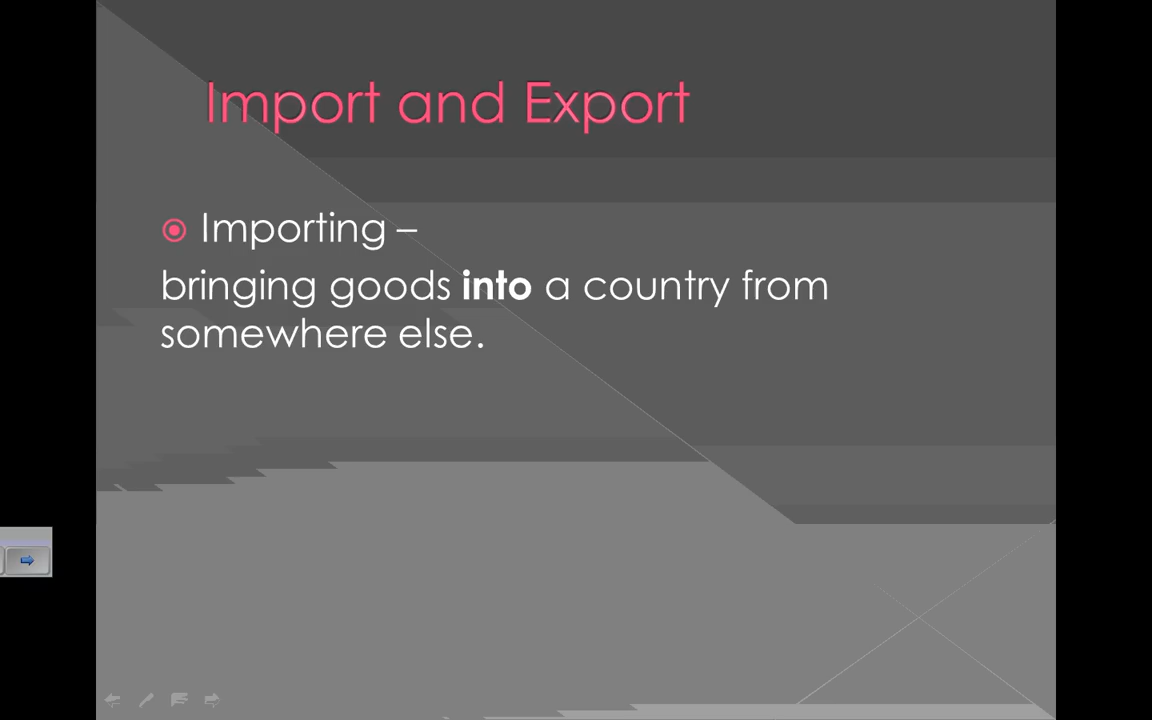 Import and Export
Importing –
bringing goods into a country from
somewhere else.